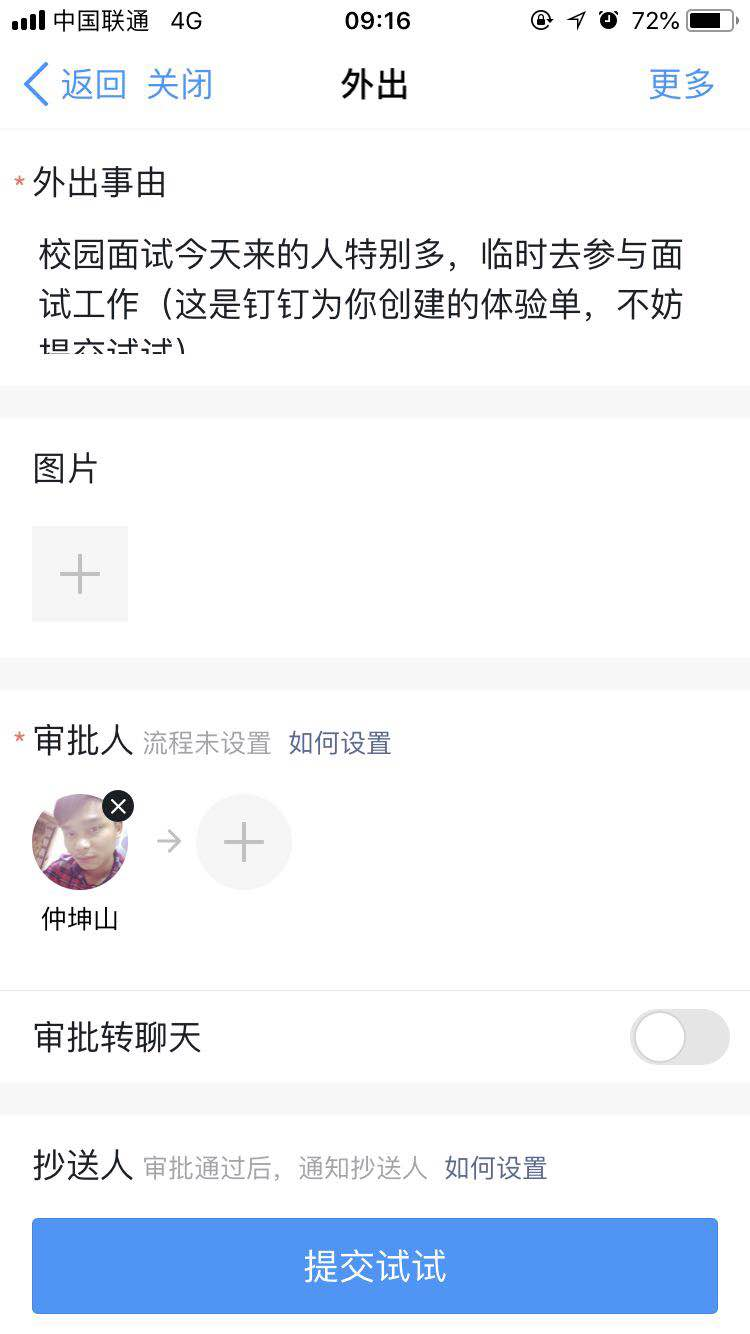 中国联通 4G 09:16 72%
返回 关闭 外出 更多
* 外出事由
校园面试今天来的人特别多，临时去参与面
试工作（这是钉钉为你创建的体验单，不妨
提交试试）
图片
* 审批人 流程未设置 如何设置
仲坤山
审批转聊天
抄送人 审批通过后，通知抄送人 如何设置
提交试试